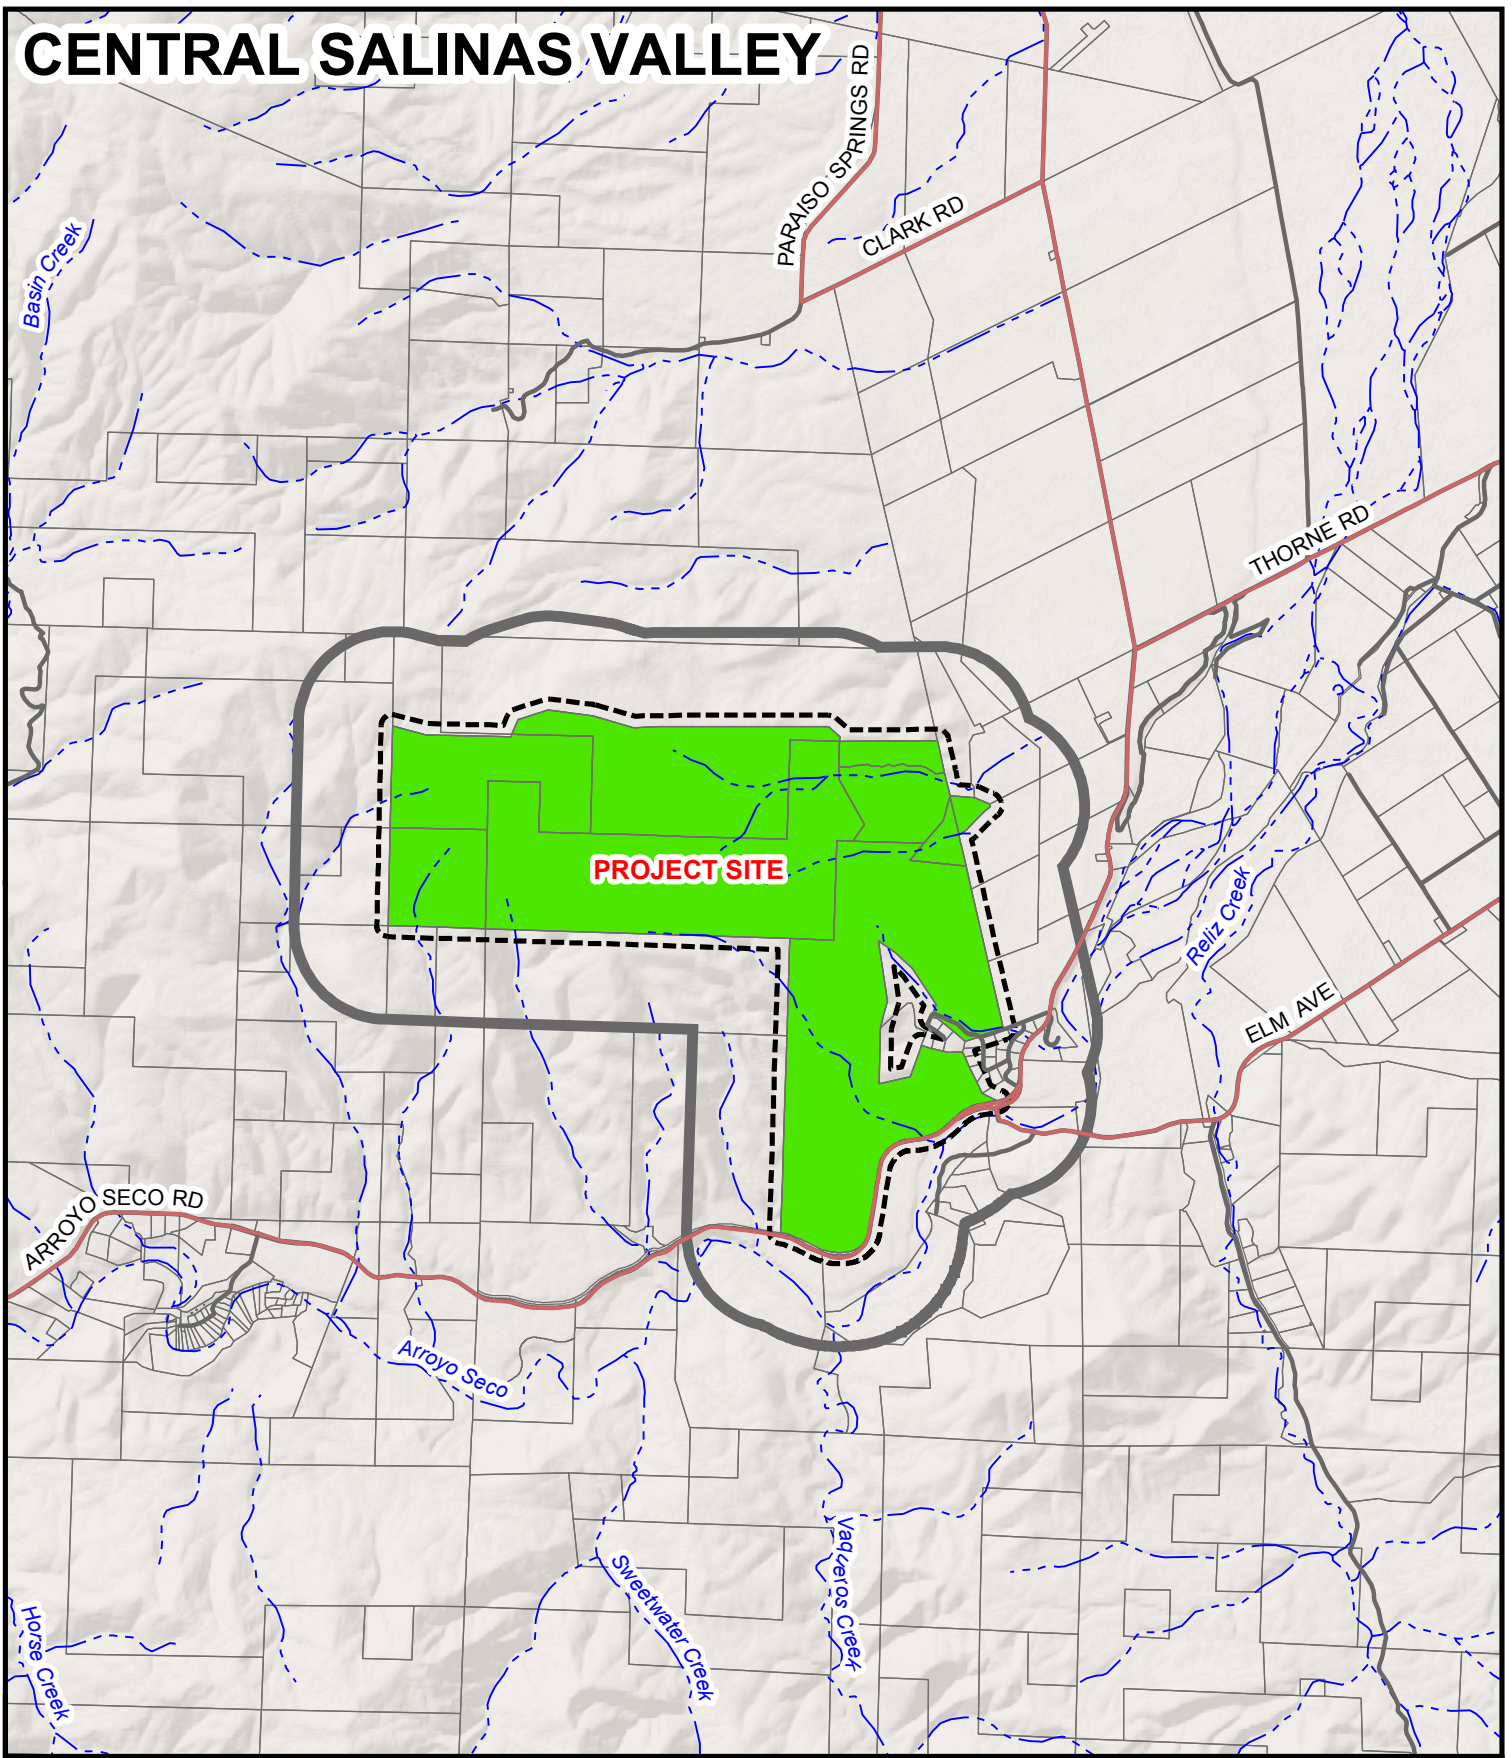 CENTRAL SALINAS VALLEY
PARAISO SPRINGS RD
CLARK RD
Basin Creek
THORNE RD
PROJECT SITE
Reliz Creek
ELM AVE
ARROYO SECO RD
Arroyo Seco
Vaqueros Creek
Sweetwater Creek
Horse Creek